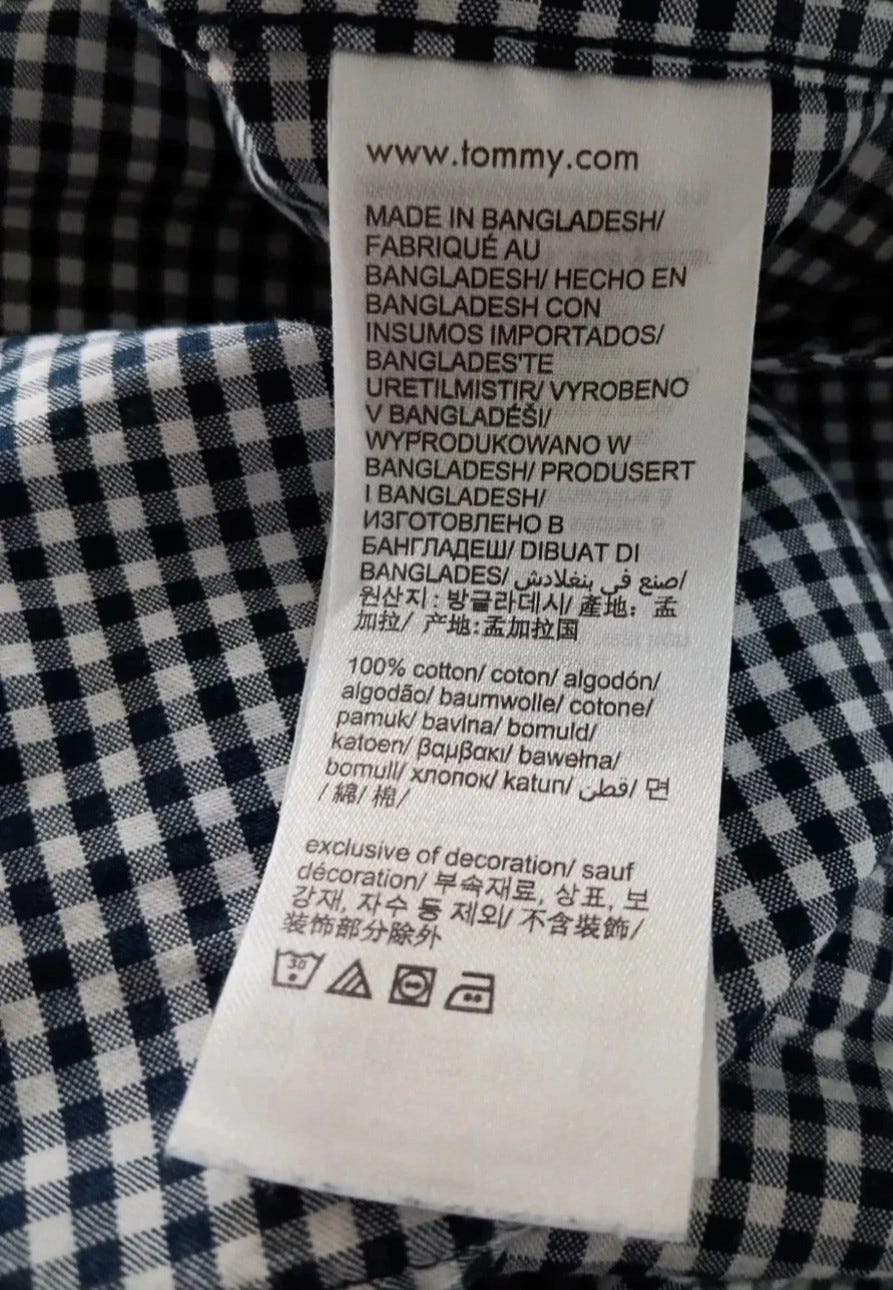 www.tommy.com
MADE IN BANGLADESH/
FABRIQUÉ AU
BANGLADESH/ HECHO EN
BANGLADESH CON
INSUMOS IMPORTADOS/
BANGLADES'TE
URETILMISTIR/ VYROBENO
V BANGLADÉŠI/
WYPRODUKOWANO W
BANGLADESH/ PRODUSERT
I BANGLADESH/
ИЗГОТОВЛЕНО В
БАНГЛАДЕШ/ DIBUAT DI
BANGLADES/ صنع في بنغلادش/
원산지 : 방글라데시/ 產地: 孟
加拉/ 产地:孟加拉国
100% cotton/ coton/ algodón/
algodão/ baumwolle/ cotone/
pamuk/ bavlna/ bomuld/
katoen/ βαμβακι/ bawełna/
bomull/ хлопок/ katun/ قطن/ 면
/ 綿/ 棉/
exclusive of decoration/ sauf
décoration/ 부속재료, 상표, 보
강재, 자수 등 제외/ 不含裝飾/
装饰部分除外
30